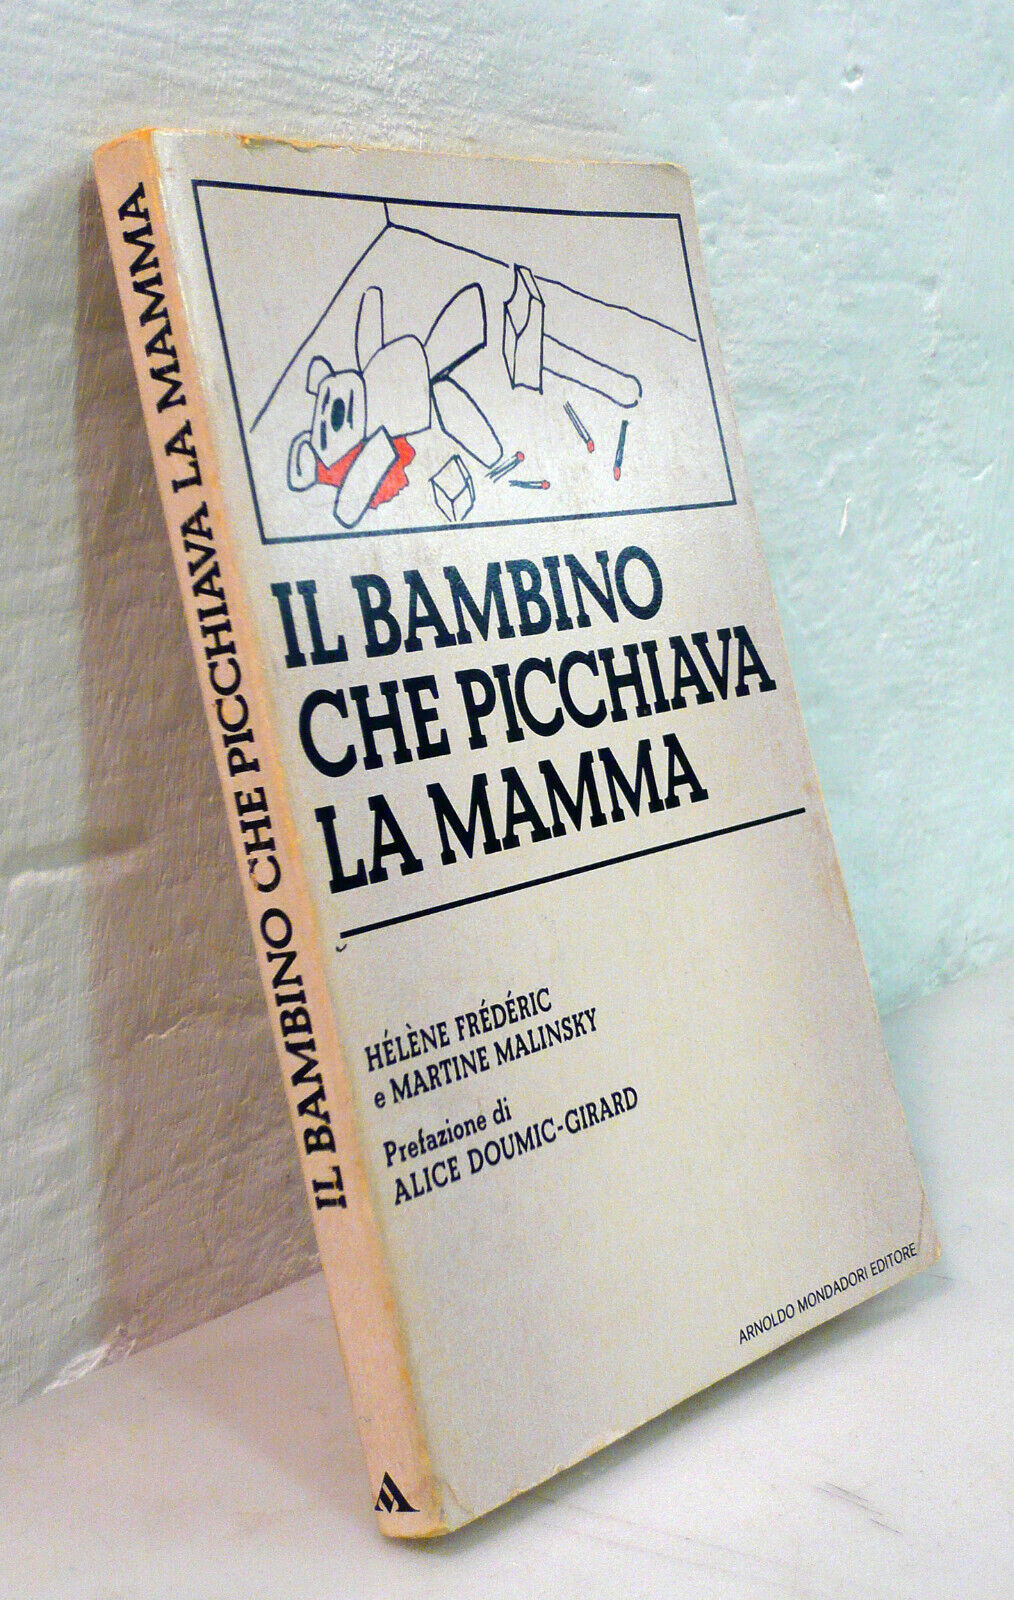 IL BAMBINO CHE PICCHIAVA LA MAMMA
IL BAMBINO
CHE PICCHIAVA
LA MAMMA
HÉLÈNE FRÉDÉRIC
e MARTINE MALINSKY
Prefazione di
ALICE DOUMIC-GIRARD
ARNOLDO MONDADORI EDITORE